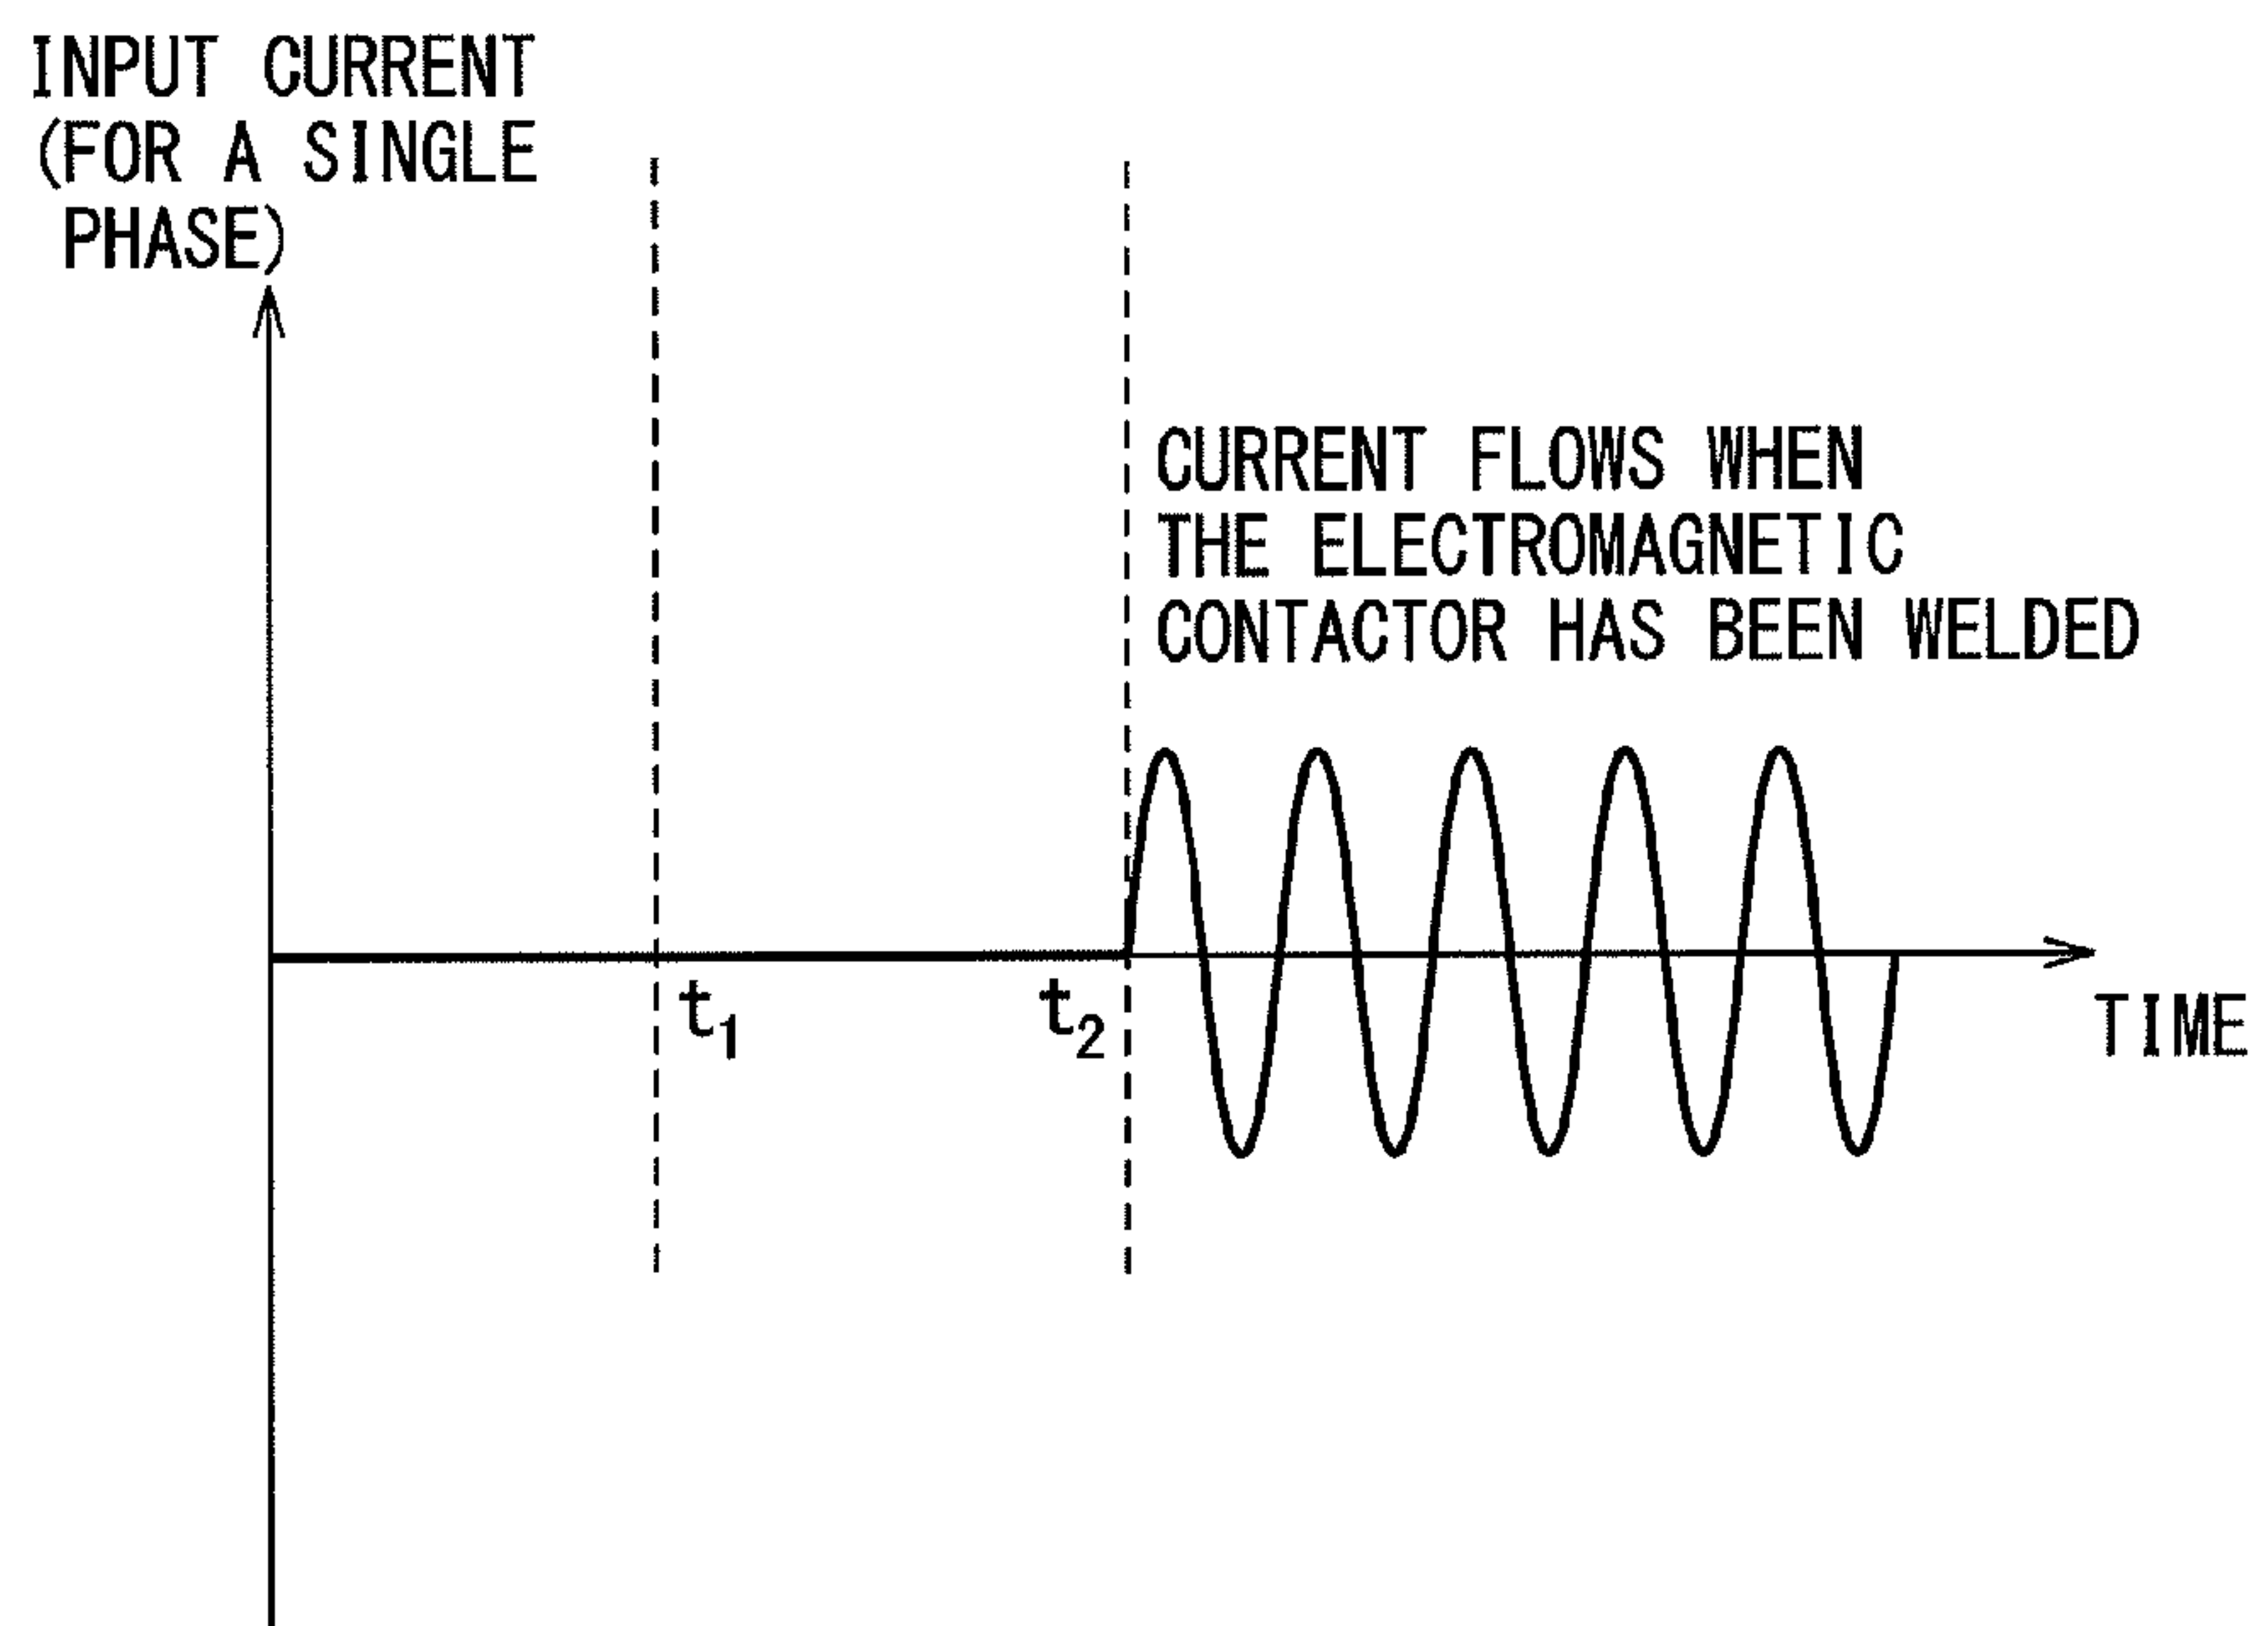 INPUT CURRENT
(FOR A SINGLE
PHASE)
CURRENT FLOWS WHEN
THE ELECTROMAGNETIC
CONTACTOR HAS BEEN WELDED
t1
t2
TIME